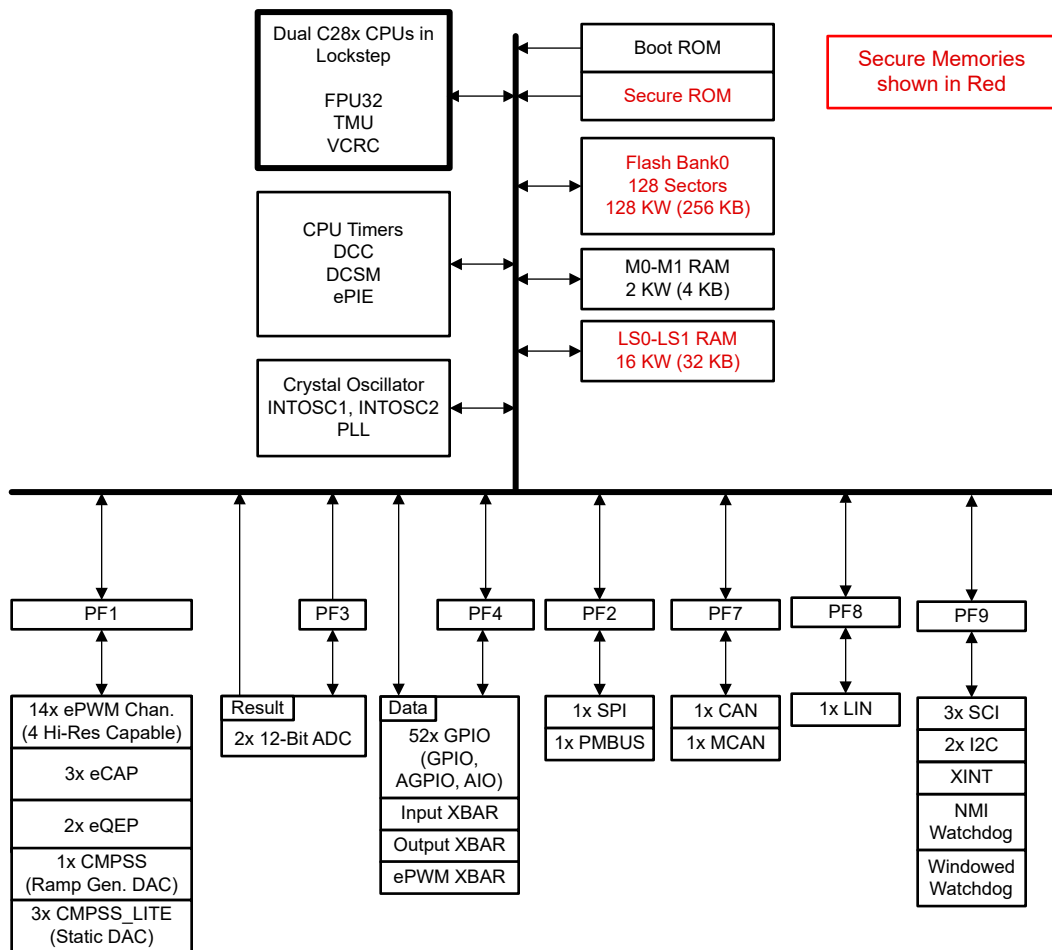 Dual C28x CPUs in
Lockstep
FPU32
TMU
VCRC
CPU Timers
DCC
DCSM
ePIE
Crystal Oscillator
INTOSC1, INTOSC2
PLL
Boot ROM
Secure ROM
Flash Bank0
128 Sectors
128 KW (256 KB)
M0-M1 RAM
2 KW (4 KB)
LS0-LS1 RAM
16 KW (32 KB)
Secure Memories
shown in Red
PF1
14x ePWM Chan.
(4 Hi-Res Capable)
3x eCAP
2x eQEP
1x CMPSS
(Ramp Gen. DAC)
3x CMPSS_LITE
(Static DAC)
PF3
Result
2x 12-Bit ADC
PF4
Data
52x GPIO
(GPIO,
AGPIO, AIO)
Input XBAR
Output XBAR
ePWM XBAR
PF2
1x SPI
1x PMBUS
PF7
1x CAN
1x MCAN
PF8
1x LIN
PF9
3x SCI
2x I2C
XINT
NMI
Watchdog
Windowed
Watchdog